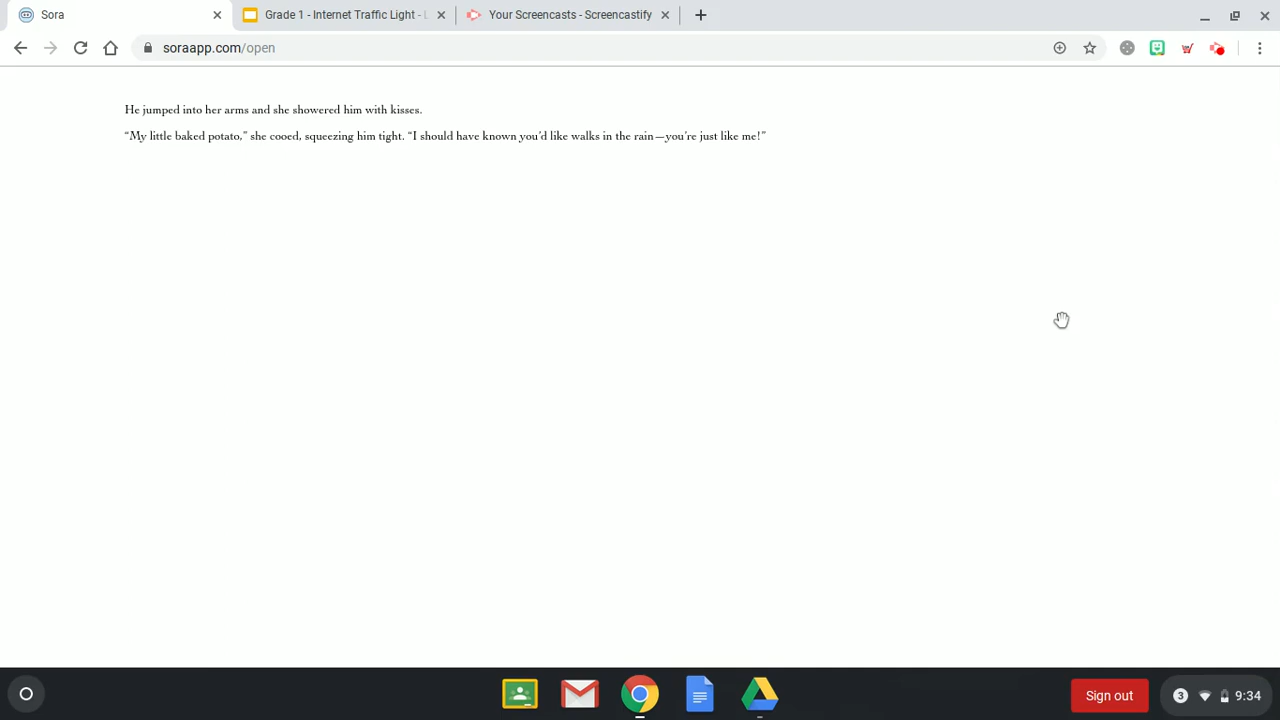 Sora
Grade 1 - Internet Traffic Light - L
Your Screencasts - Screencastify
soraapp.com/open
He jumped into her arms and she showered him with kisses.
“My little baked potato,” she cooed, squeezing him tight. “I should have known you’d like walks in the rain—you’re just like me!”
Sign out
3
9:34